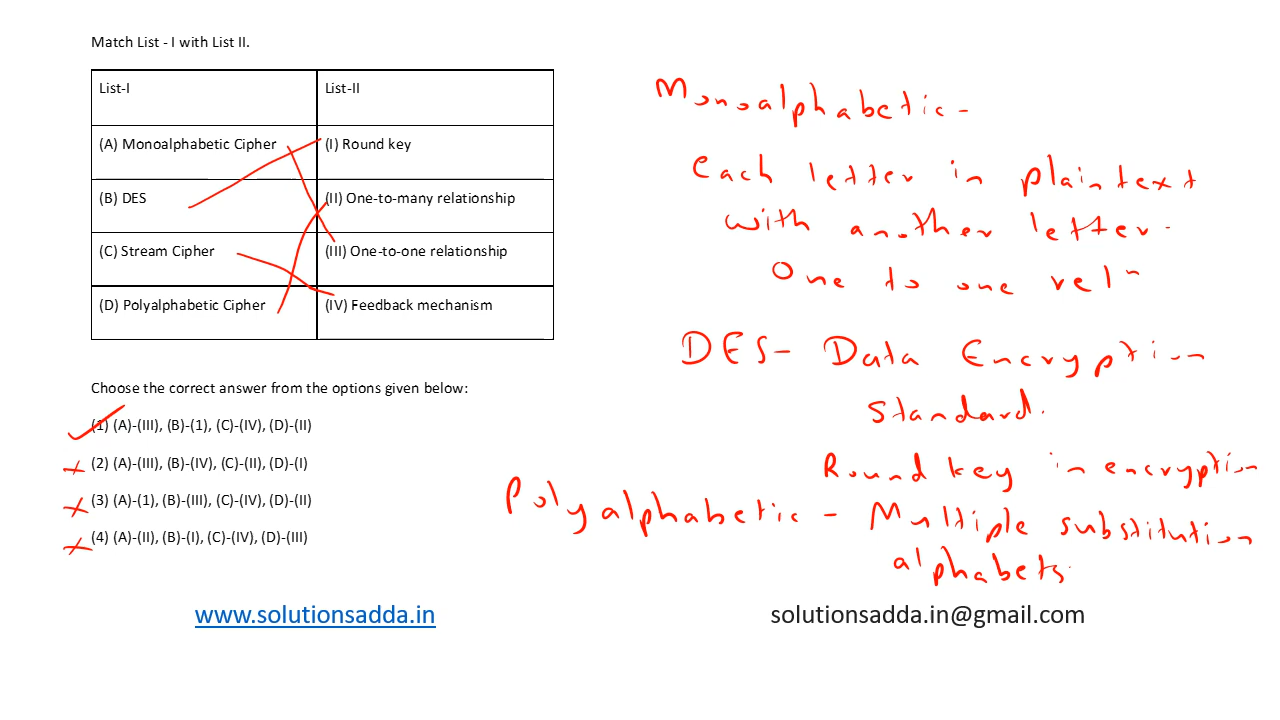 Match List - I with List II.
List-I List-II
(A) Monoalphabetic Cipher (I) Round key
(B) DES (II) One-to-many relationship
(C) Stream Cipher (III) One-to-one relationship
(D) Polyalphabetic Cipher (IV) Feedback mechanism
Choose the correct answer from the options given below:
(1) (A)-(III), (B)-(1), (C)-(IV), (D)-(II)
(2) (A)-(III), (B)-(IV), (C)-(II), (D)-(I)
(3) (A)-(1), (B)-(III), (C)-(IV), (D)-(II)
(4) (A)-(II), (B)-(I), (C)-(IV), (D)-(III)
Monoalphabetic -
Each letter in plaintext
with another letter.
One to one reln
DES- Data Encryption
Standard.
Round key in encryption
Polyalphabetic - Multiple substitution
alphabets.
www.solutionsadda.in
solutionsadda.in@gmail.com